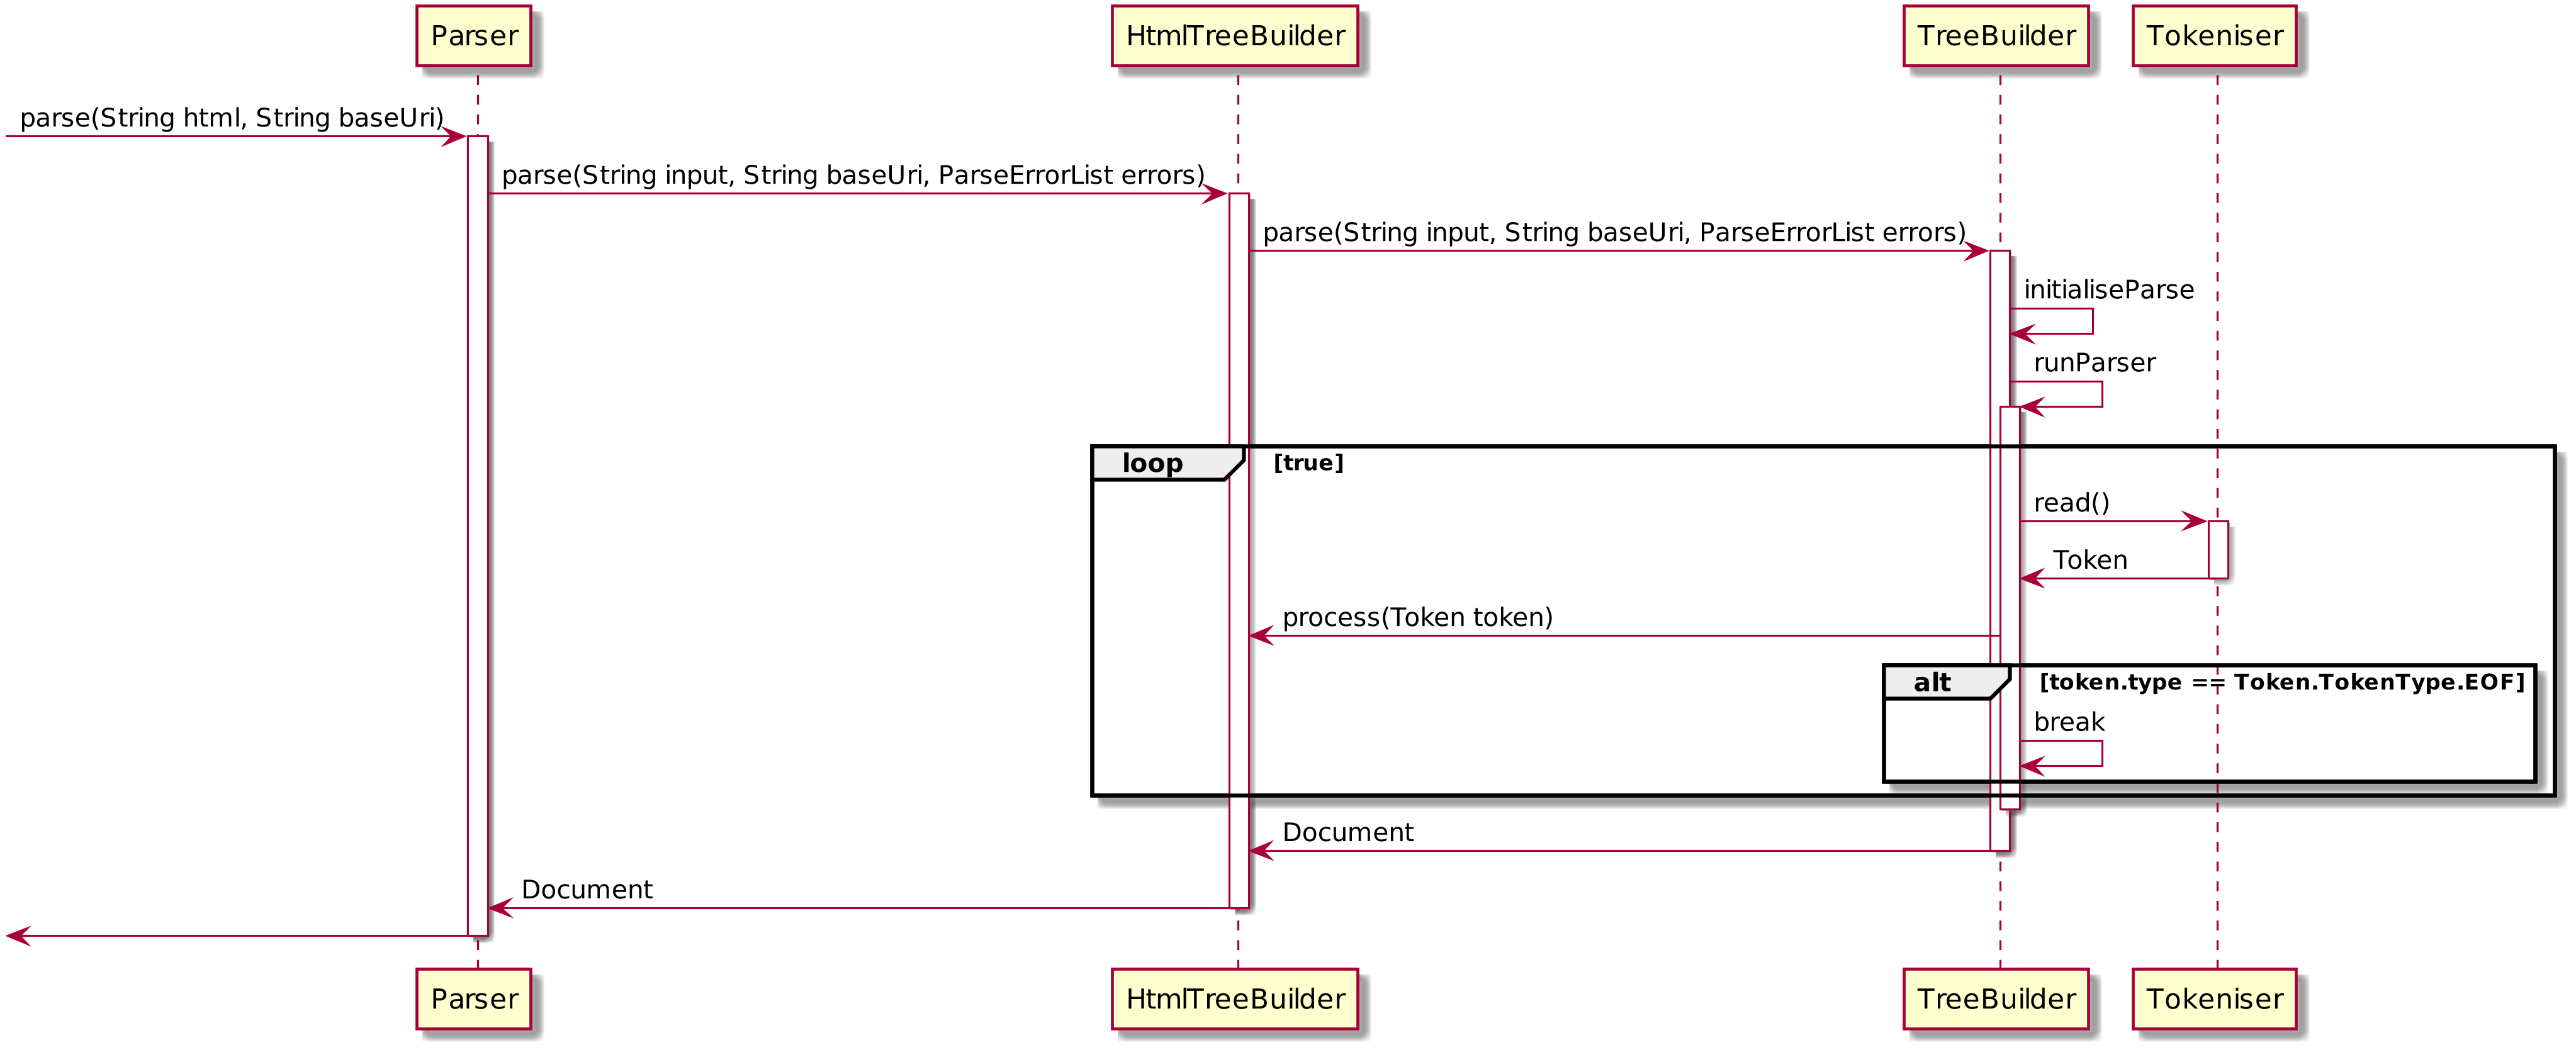 Parser
HtmlTreeBuilder
TreeBuilder
Tokeniser
parse(String html, String baseUri)
parse(String input, String baseUri, ParseErrorList errors)
parse(String input, String baseUri, ParseErrorList errors)
initialiseParse
runParser
loop [true]
read()
Token
process(Token token)
alt [token.type == Token.TokenType.EOF]
break
Document
Document
Parser
HtmlTreeBuilder
TreeBuilder
Tokeniser